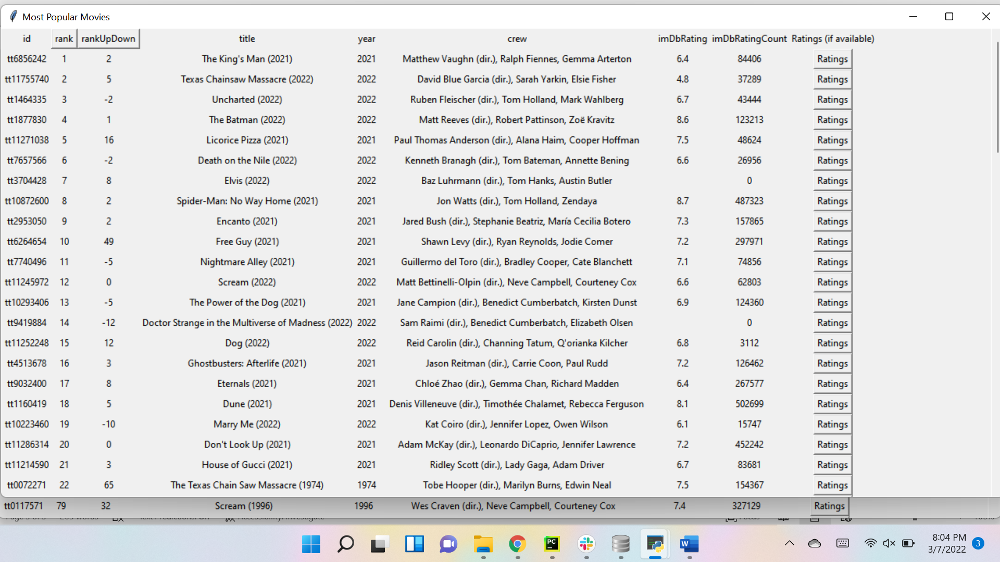 Most Popular Movies
id rank rankUpDown title year crew imDbRating imDbRatingCount Ratings (if available)
tt6856242 1 2 The King's Man (2021) 2021 Matthew Vaughn (dir.), Ralph Fiennes, Gemma Arterton 6.4 84406 Ratings
tt11755740 2 5 Texas Chainsaw Massacre (2022) 2022 David Blue Garcia (dir.), Sarah Yarkin, Elsie Fisher 4.8 37289 Ratings
tt1464335 3 -2 Uncharted (2022) 2022 Ruben Fleischer (dir.), Tom Holland, Mark Wahlberg 6.7 43444 Ratings
tt1877830 4 1 The Batman (2022) 2022 Matt Reeves (dir.), Robert Pattinson, Zoë Kravitz 8.6 123213 Ratings
tt11271038 5 16 Licorice Pizza (2021) 2021 Paul Thomas Anderson (dir.), Alana Haim, Cooper Hoffman 7.5 48624 Ratings
tt7657566 6 -2 Death on the Nile (2022) 2022 Kenneth Branagh (dir.), Tom Bateman, Annette Bening 6.6 26956 Ratings
tt3704428 7 8 Elvis (2022) 2022 Baz Luhrmann (dir.), Tom Hanks, Austin Butler 0 Ratings
tt10872600 8 2 Spider-Man: No Way Home (2021) 2021 Jon Watts (dir.), Tom Holland, Zendaya 8.7 487323 Ratings
tt2953050 9 2 Encanto (2021) 2021 Jared Bush (dir.), Stephanie Beatriz, María Cecilia Botero 7.3 157865 Ratings
tt6264654 10 49 Free Guy (2021) 2021 Shawn Levy (dir.), Ryan Reynolds, Jodie Comer 7.2 297971 Ratings
tt7740496 11 -5 Nightmare Alley (2021) 2021 Guillermo del Toro (dir.), Bradley Cooper, Cate Blanchett 7.1 74856 Ratings
tt11245972 12 0 Scream (2022) 2022 Matt Bettinelli-Olpin (dir.), Neve Campbell, Courteney Cox 6.6 62803 Ratings
tt10293406 13 -5 The Power of the Dog (2021) 2021 Jane Campion (dir.), Benedict Cumberbatch, Kirsten Dunst 6.9 124360 Ratings
tt9419884 14 -12 Doctor Strange in the Multiverse of Madness (2022) 2022 Sam Raimi (dir.), Benedict Cumberbatch, Elizabeth Olsen 0 Ratings
tt11252248 15 12 Dog (2022) 2022 Reid Carolin (dir.), Channing Tatum, Q'orianka Kilcher 6.8 3112 Ratings
tt4513678 16 3 Ghostbusters: Afterlife (2021) 2021 Jason Reitman (dir.), Carrie Coon, Paul Rudd 7.2 126462 Ratings
tt9032400 17 8 Eternals (2021) 2021 Chloé Zhao (dir.), Gemma Chan, Richard Madden 6.4 267577 Ratings
tt1160419 18 5 Dune (2021) 2021 Denis Villeneuve (dir.), Timothée Chalamet, Rebecca Ferguson 8.1 502699 Ratings
tt10223460 19 -10 Marry Me (2022) 2022 Kat Coiro (dir.), Jennifer Lopez, Owen Wilson 6.1 15747 Ratings
tt11286314 20 0 Don't Look Up (2021) 2021 Adam McKay (dir.), Leonardo DiCaprio, Jennifer Lawrence 7.2 452242 Ratings
tt11214590 21 3 House of Gucci (2021) 2021 Ridley Scott (dir.), Lady Gaga, Adam Driver 6.7 83681 Ratings
tt0072271 22 65 The Texas Chain Saw Massacre (1974) 1974 Tobe Hooper (dir.), Marilyn Burns, Edwin Neal 7.5 154367 Ratings
tt0117571 79 32 Scream (1996) 1996 Wes Craven (dir.), Neve Campbell, Courteney Cox 7.4 327129 Ratings
PC
W
8:04 PM
3/7/2022
3